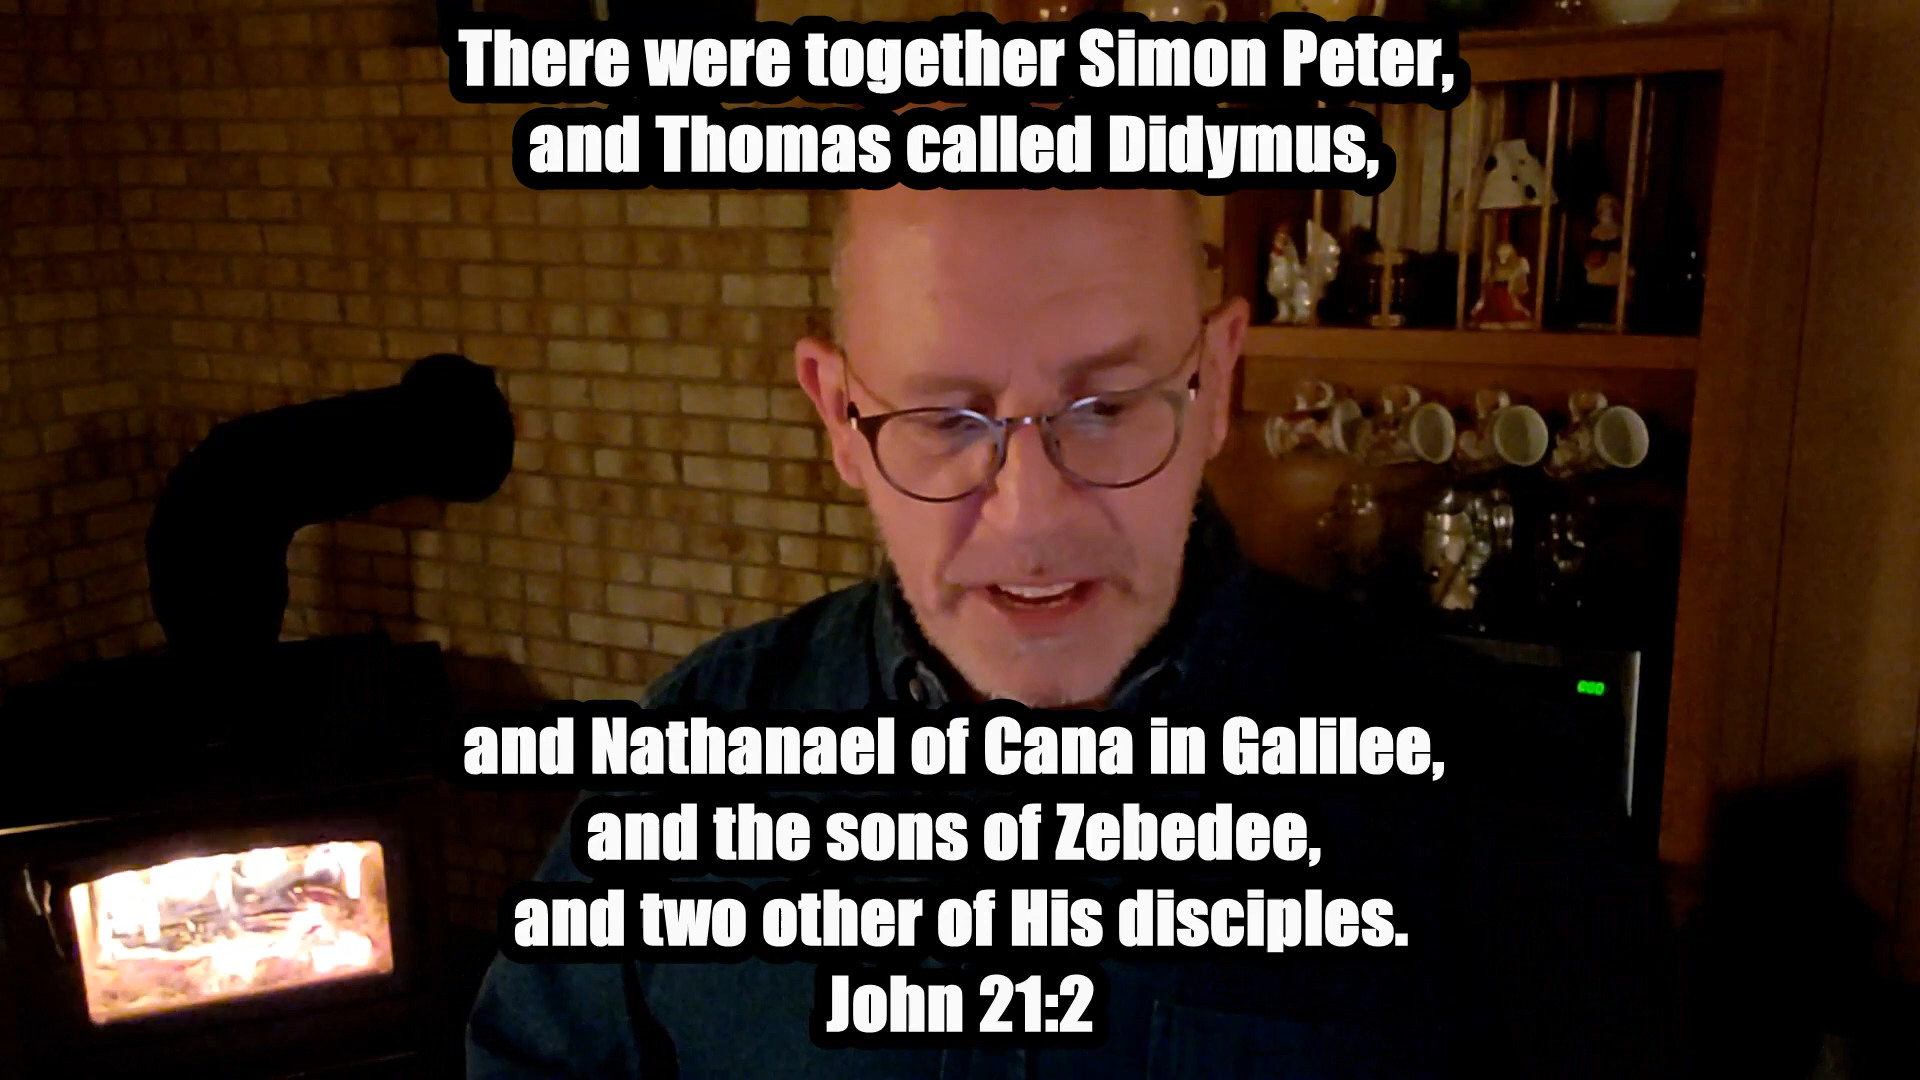 There were together Simon Peter,
and Thomas called Didymus,
and Nathanael of Cana in Galilee,
and the sons of Zebedee,
and two other of His disciples.
John 21:2